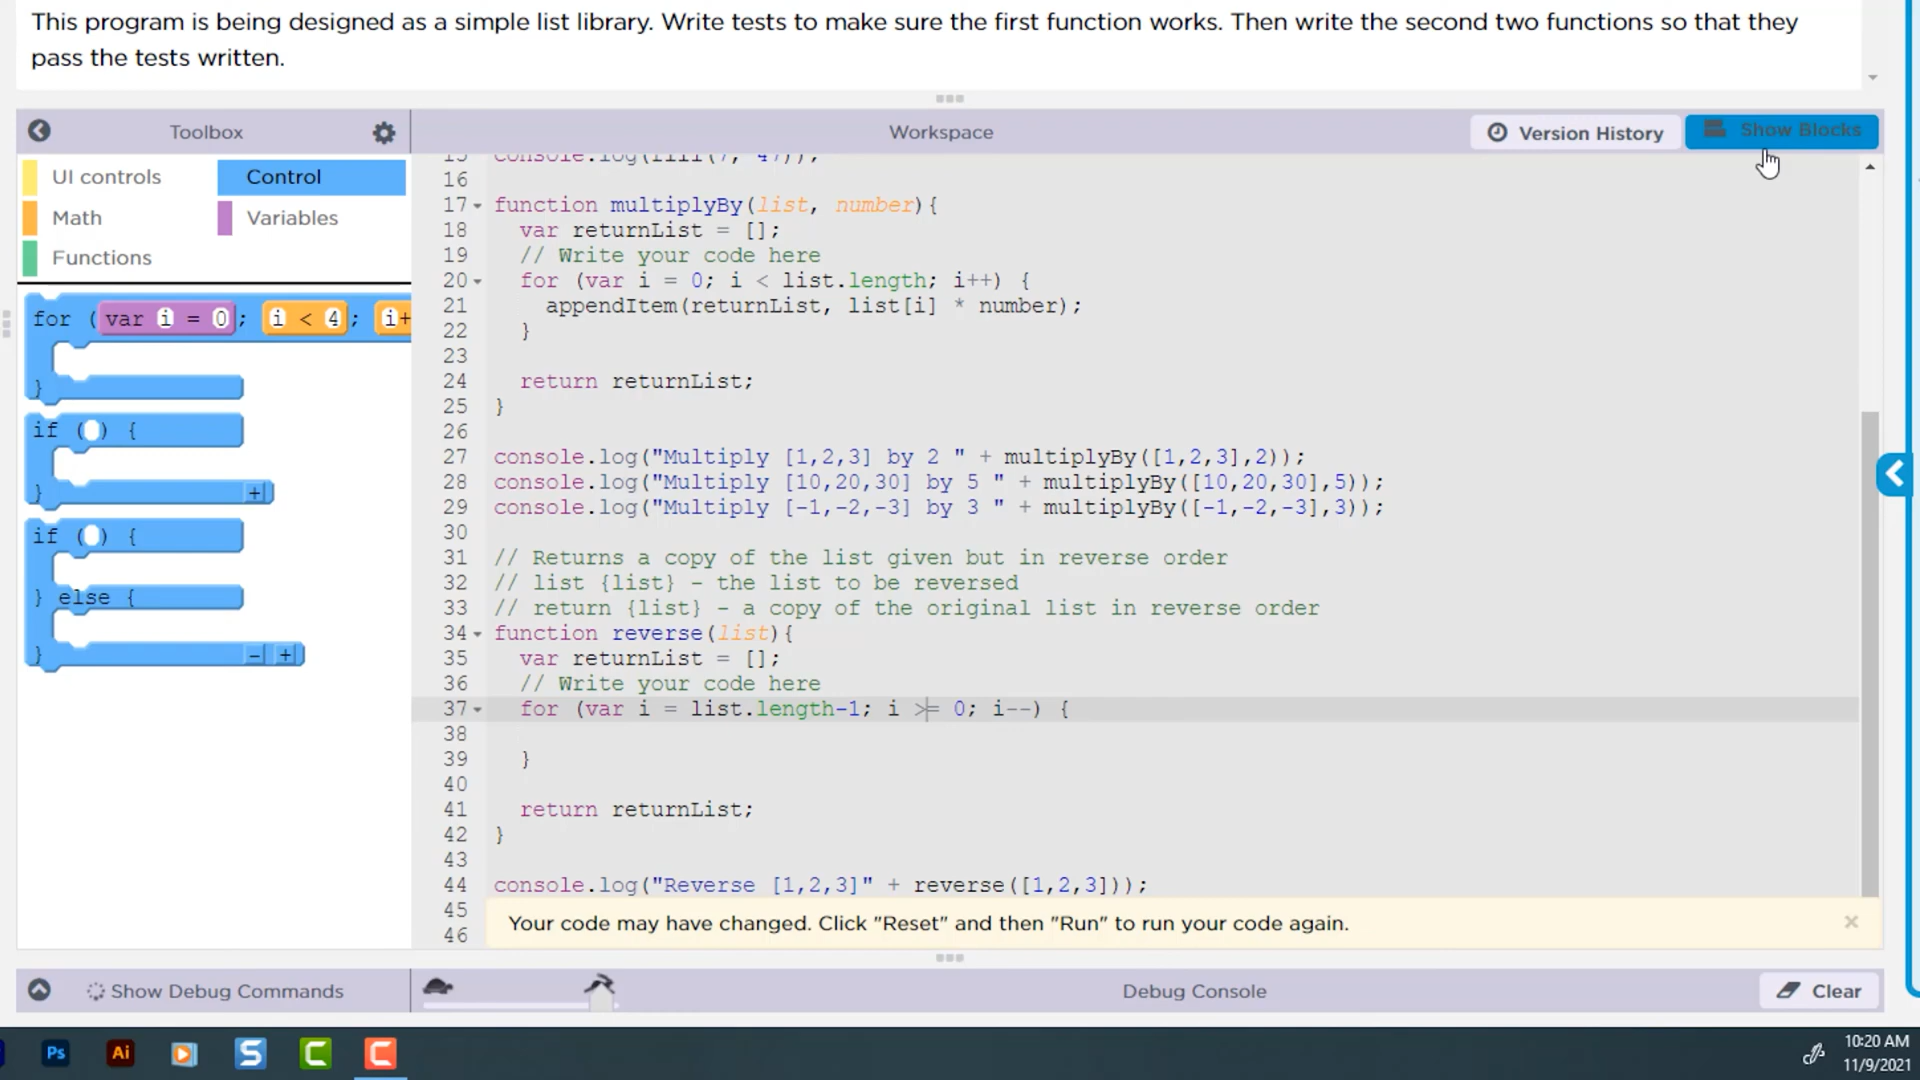 This program is being designed as a simple list library. Write tests to make sure the first function works. Then write the second two functions so that they
pass the tests written.
Toolbox
Workspace
Version History
Show Blocks
UI controls
Control
Math
Variables
Functions
for ( var i = 0 ; i < 4 ; i+
}
if ( ) {
} +
if ( ) {
} else {
} - +
16
17 function multiplyBy(list, number){
18 var returnList = [];
19 // Write your code here
20 for (var i = 0; i < list.length; i++) {
21 appendItem(returnList, list[i] * number);
22 }
23
24 return returnList;
25 }
26
27 console.log("Multiply [1,2,3] by 2 " + multiplyBy([1,2,3],2));
28 console.log("Multiply [10,20,30] by 5 " + multiplyBy([10,20,30],5));
29 console.log("Multiply [-1,-2,-3] by 3 " + multiplyBy([-1,-2,-3],3));
30
31 // Returns a copy of the list given but in reverse order
32 // list {list} - the list to be reversed
33 // return {list} - a copy of the original list in reverse order
34 function reverse(list){
35 var returnList = [];
36 // Write your code here
37 for (var i = list.length-1; i >= 0; i--) {
38
39 }
40
41 return returnList;
42 }
43
44 console.log("Reverse [1,2,3]" + reverse([1,2,3]));
45
46
Your code may have changed. Click "Reset" and then "Run" to run your code again.
Show Debug Commands
Debug Console
Clear
Ps
Ai
S
C
C
10:20 AM
11/9/2021